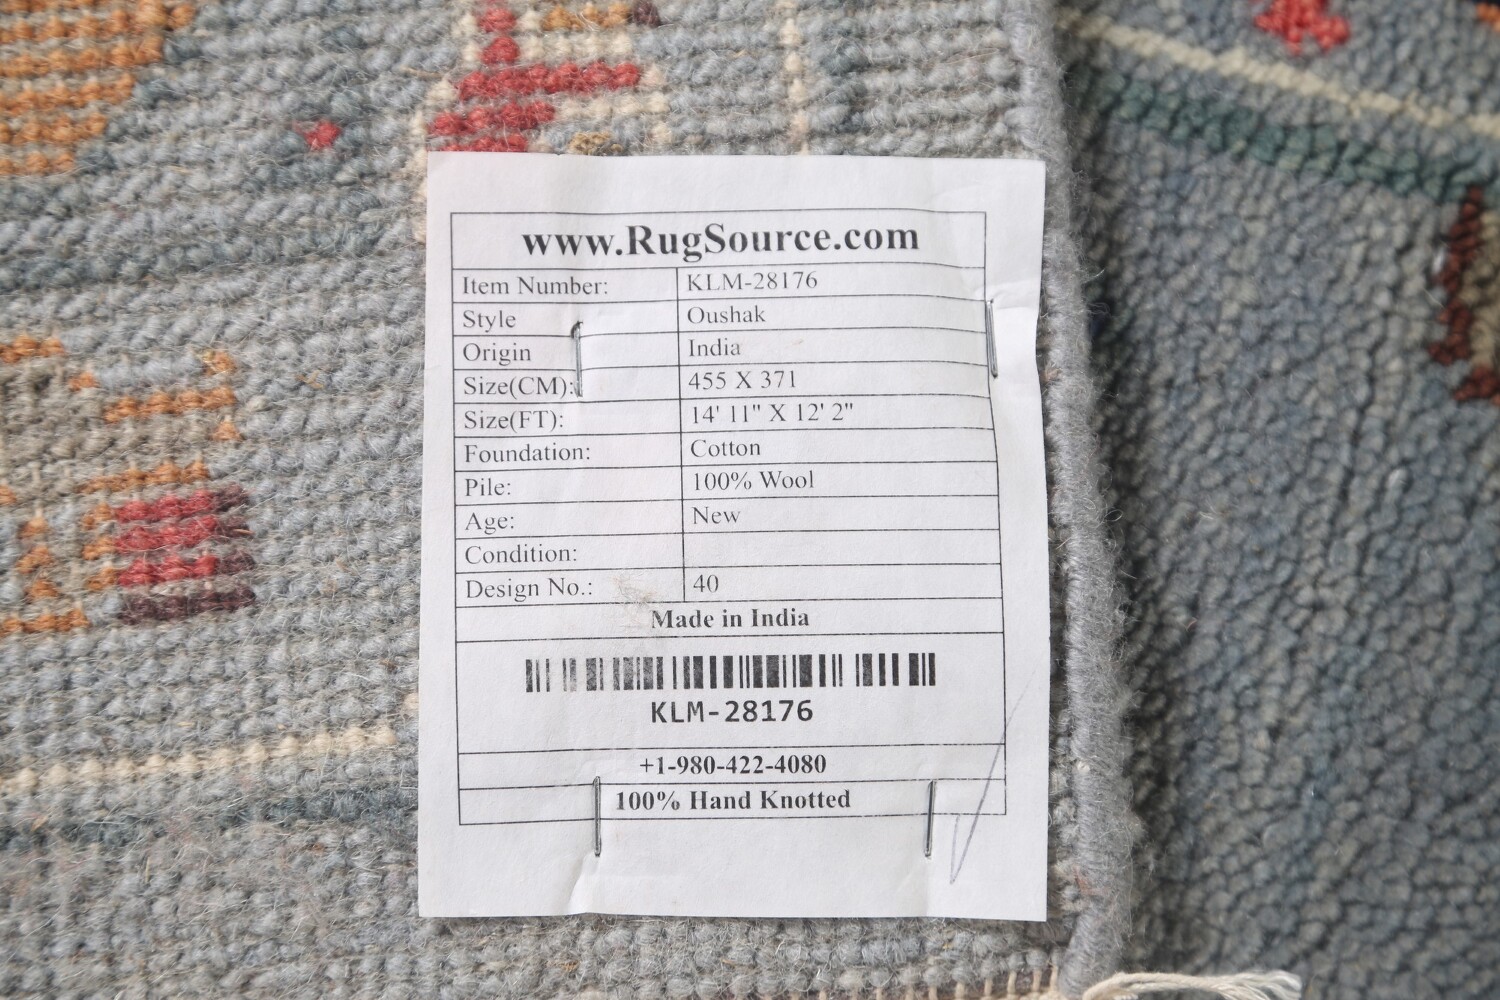 www.RugSource.com
Item Number: KLM-28176
Style Oushak
Origin India
Size(CM): 455 X 371
Size(FT): 14' 11" X 12' 2"
Foundation: Cotton
Pile: 100% Wool
Age: New
Condition:
Design No.: 40
Made in India
KLM-28176
+1-980-422-4080
100% Hand Knotted